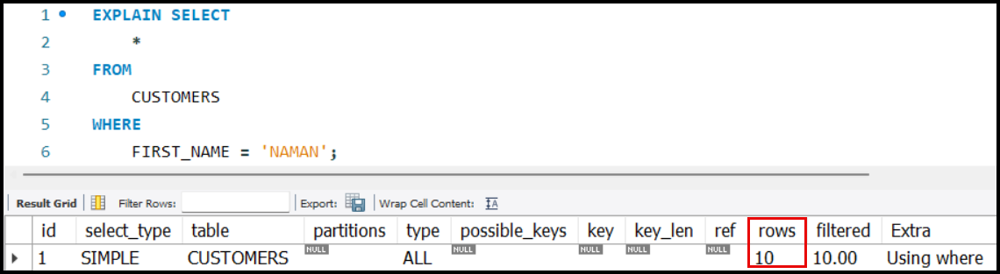 1 EXPLAIN SELECT
2 *
3 FROM
4 CUSTOMERS
5 WHERE
6 FIRST_NAME = 'NAMAN';
Result Grid Filter Rows: Export: Wrap Cell Content: IA
id select_type table partitions type possible_keys key key_len ref rows filtered Extra
1 SIMPLE CUSTOMERS NULL ALL NULL NULL NULL NULL 10 10.00 Using where